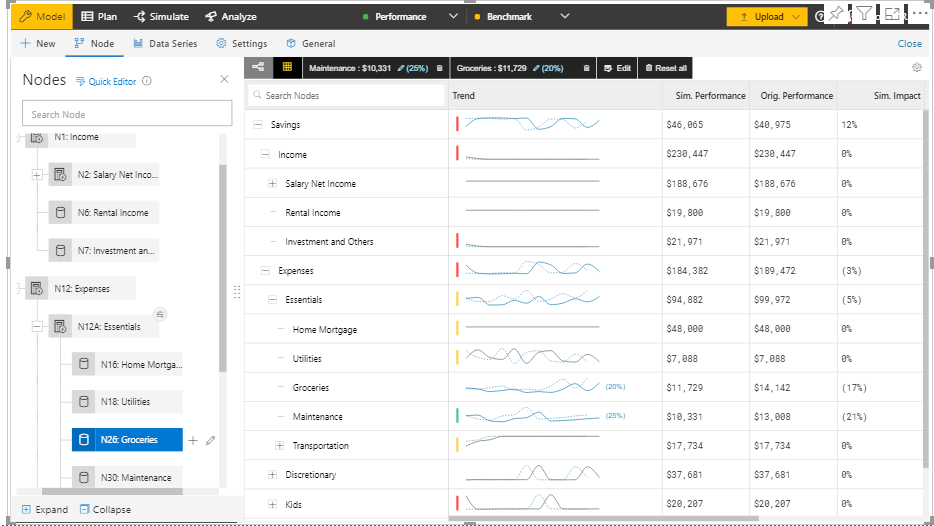 Model Plan Simulate Analyze Performance Benchmark Upload
New Node Data Series Settings General Close
Nodes Quick Editor
Search Node
N1: Income
N2: Salary Net Inco...
N6: Rental Income
N7: Investment an...
N12: Expenses
N12A: Essentials
N16: Home Mortga...
N18: Utilities
N26: Groceries
N30: Maintenance
Expand Collapse
Maintenance : $10,331 (25%) Groceries : $11,729 (20%) Edit Reset all
Search Nodes Trend Sim. Performance Orig. Performance Sim. Impact
Savings $46,065 $40,975 12%
Income $230,447 $230,447 0%
Salary Net Income $188,676 $188,676 0%
Rental Income $19,800 $19,800 0%
Investment and Others $21,971 $21,971 0%
Expenses $184,382 $189,472 (3%)
Essentials $94,882 $99,972 (5%)
Home Mortgage $48,000 $48,000 0%
Utilities $7,088 $7,088 0%
Groceries (20%) $11,729 $14,142 (17%)
Maintenance (25%) $10,331 $13,008 (21%)
Transportation $17,734 $17,734 0%
Discretionary $37,681 $37,681 0%
Kids $20,207 $20,207 0%